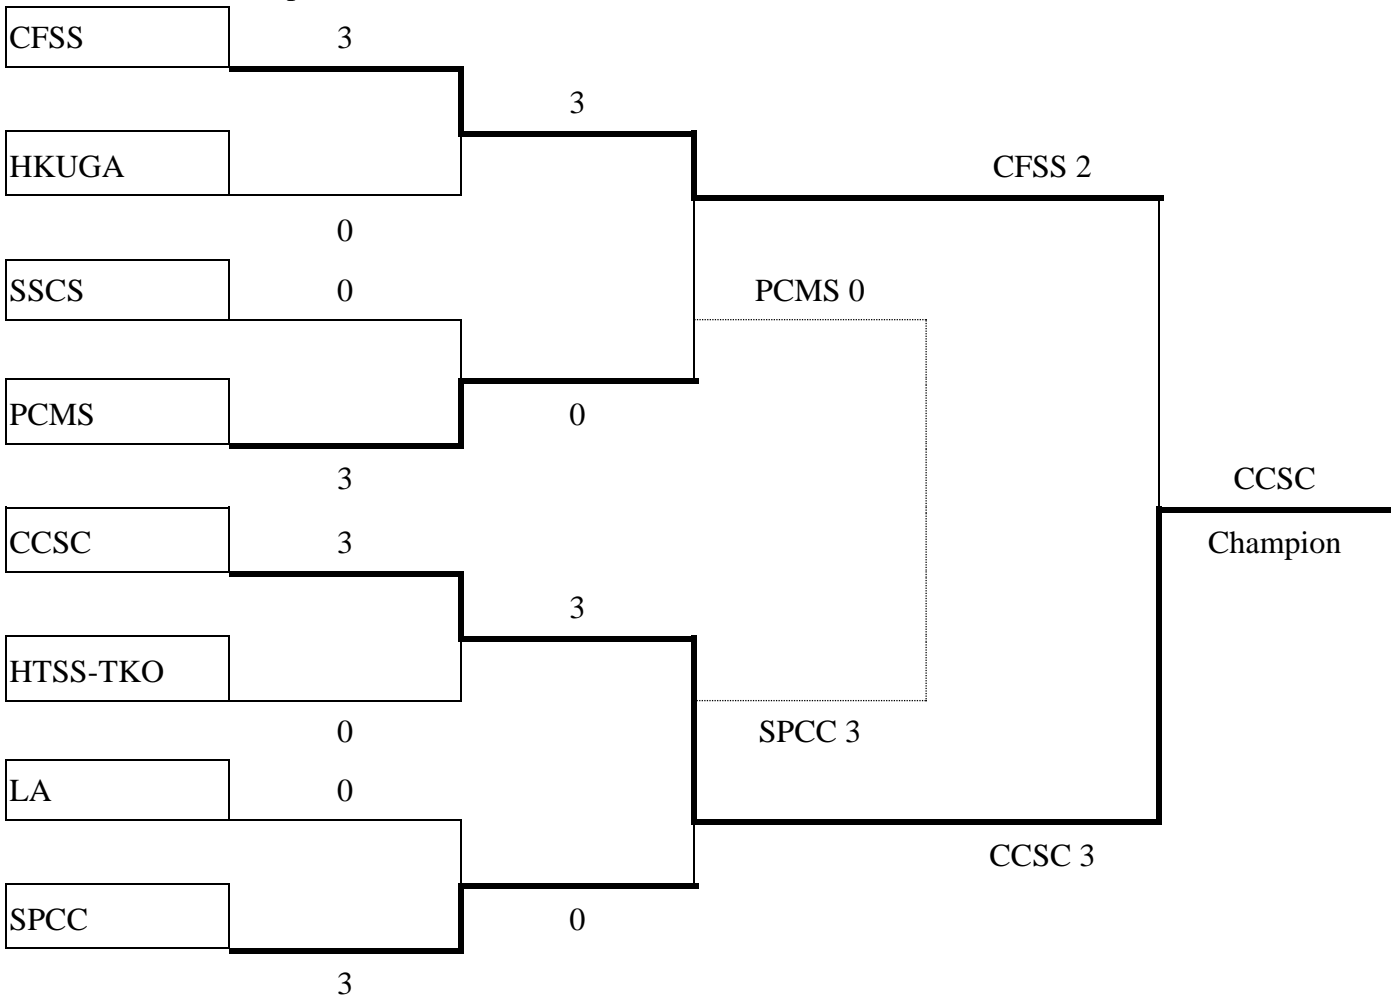 CFSS 3
3
HKUGA CFSS 2
0
SSCS 0 PCMS 0
PCMS 0
3 CCSC
CCSC 3 Champion
3
HTSS-TKO
0 SPCC 3
LA 0
CCSC 3
SPCC 0
3